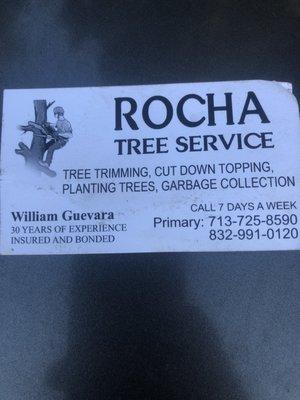 ROCHA
TREE SERVICE
TREE TRIMMING, CUT DOWN TOPPING,
PLANTING TREES, GARBAGE COLLECTION
William Guevara
30 YEARS OF EXPERIENCE
INSURED AND BONDED
CALL 7 DAYS A WEEK
Primary: 713-725-8590
832-991-0120